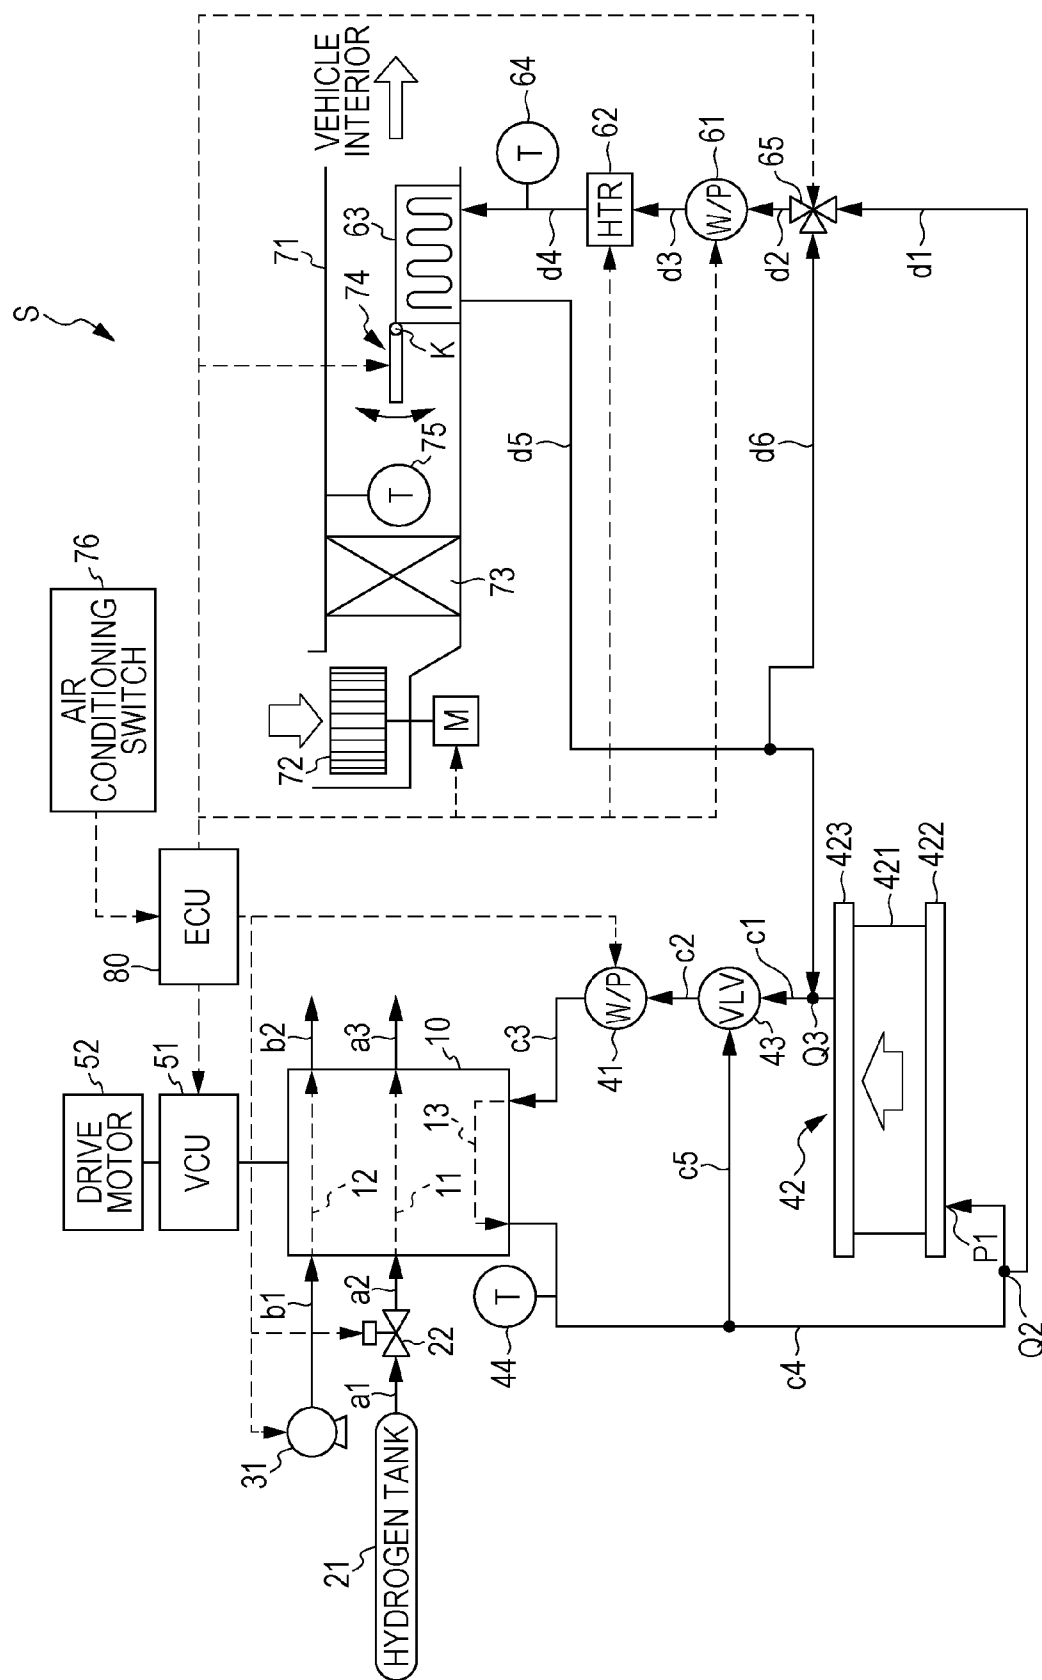 S
AIR
CONDITIONING
SWITCH
76
DRIVE
MOTOR
52
VCU
51
ECU
80
VEHICLE
INTERIOR
71
63
74
K
75
T
73
72
M
64
T
d4
HTR
62
d3
W/P
61
d2
65
d1
d5
d6
31
b1
b2
12
HYDROGEN TANK
21
a1
22
a2
a3
11
10
13
44
T
c3
W/P
41
c2
VLV
43
c1
Q3
c5
c4
42
423
421
422
P1
Q2